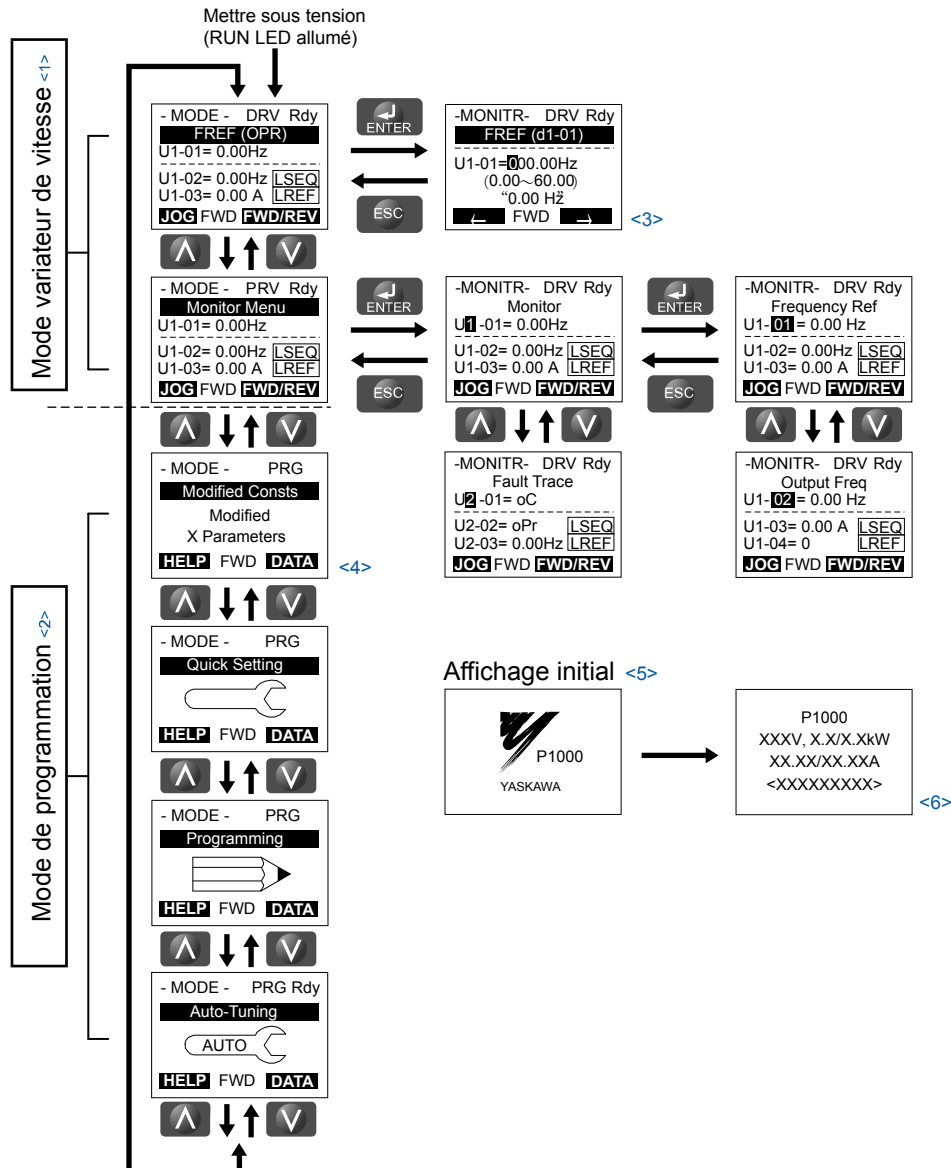 Mettre sous tension
(RUN LED allumé)
Mode variateur de vitesse <1>
- MODE - DRV Rdy
FREF (OPR)
U1-01= 0.00Hz
U1-02= 0.00Hz LSEQ
U1-03= 0.00 A LREF
JOG FWD FWD/REV
ENTER
ESC
-MONITR- DRV Rdy
FREF (d1-01)
U1-01=000.00Hz
(0.00~60.00)
“0.00 Hz”
← FWD →
<3>
- MODE - PRV Rdy
Monitor Menu
U1-01= 0.00Hz
U1-02= 0.00Hz LSEQ
U1-03= 0.00 A LREF
JOG FWD FWD/REV
ENTER
ESC
-MONITR- DRV Rdy
Monitor
U1 -01= 0.00Hz
U1-02= 0.00Hz LSEQ
U1-03= 0.00 A LREF
JOG FWD FWD/REV
ENTER
ESC
-MONITR- DRV Rdy
Frequency Ref
U1- 01 = 0.00 Hz
U1-02= 0.00Hz LSEQ
U1-03= 0.00 A LREF
JOG FWD FWD/REV
-MONITR- DRV Rdy
Fault Trace
U2 -01= oC
U2-02= oPr LSEQ
U2-03= 0.00Hz LREF
JOG FWD FWD/REV
-MONITR- DRV Rdy
Output Freq
U1- 02 = 0.00 Hz
U1-03= 0.00 A LSEQ
U1-04= 0 LREF
JOG FWD FWD/REV
Mode de programmation <2>
- MODE - PRG
Modified Consts
Modified
X Parameters
HELP FWD DATA
<4>
- MODE - PRG
Quick Setting
HELP FWD DATA
- MODE - PRG
Programming
HELP FWD DATA
- MODE - PRG Rdy
Auto-Tuning
AUTO
HELP FWD DATA
Affichage initial <5>
P1000
YASKAWA
P1000
XXXV, X.X/X.XkW
XX.XX/XX.XXA
<XXXXXXXXX>
<6>